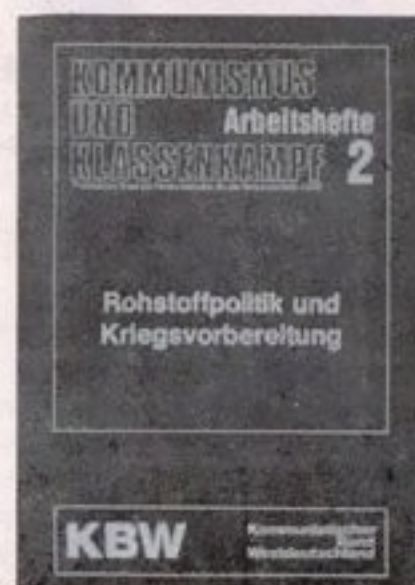 KOMMUNISMUS
UND Arbeitshefte
KLASSENKAMPF 2
Rohstoffpolitik und
Kriegsvorbereitung
KBW Kommunistischer
Bund
Westdeutschland